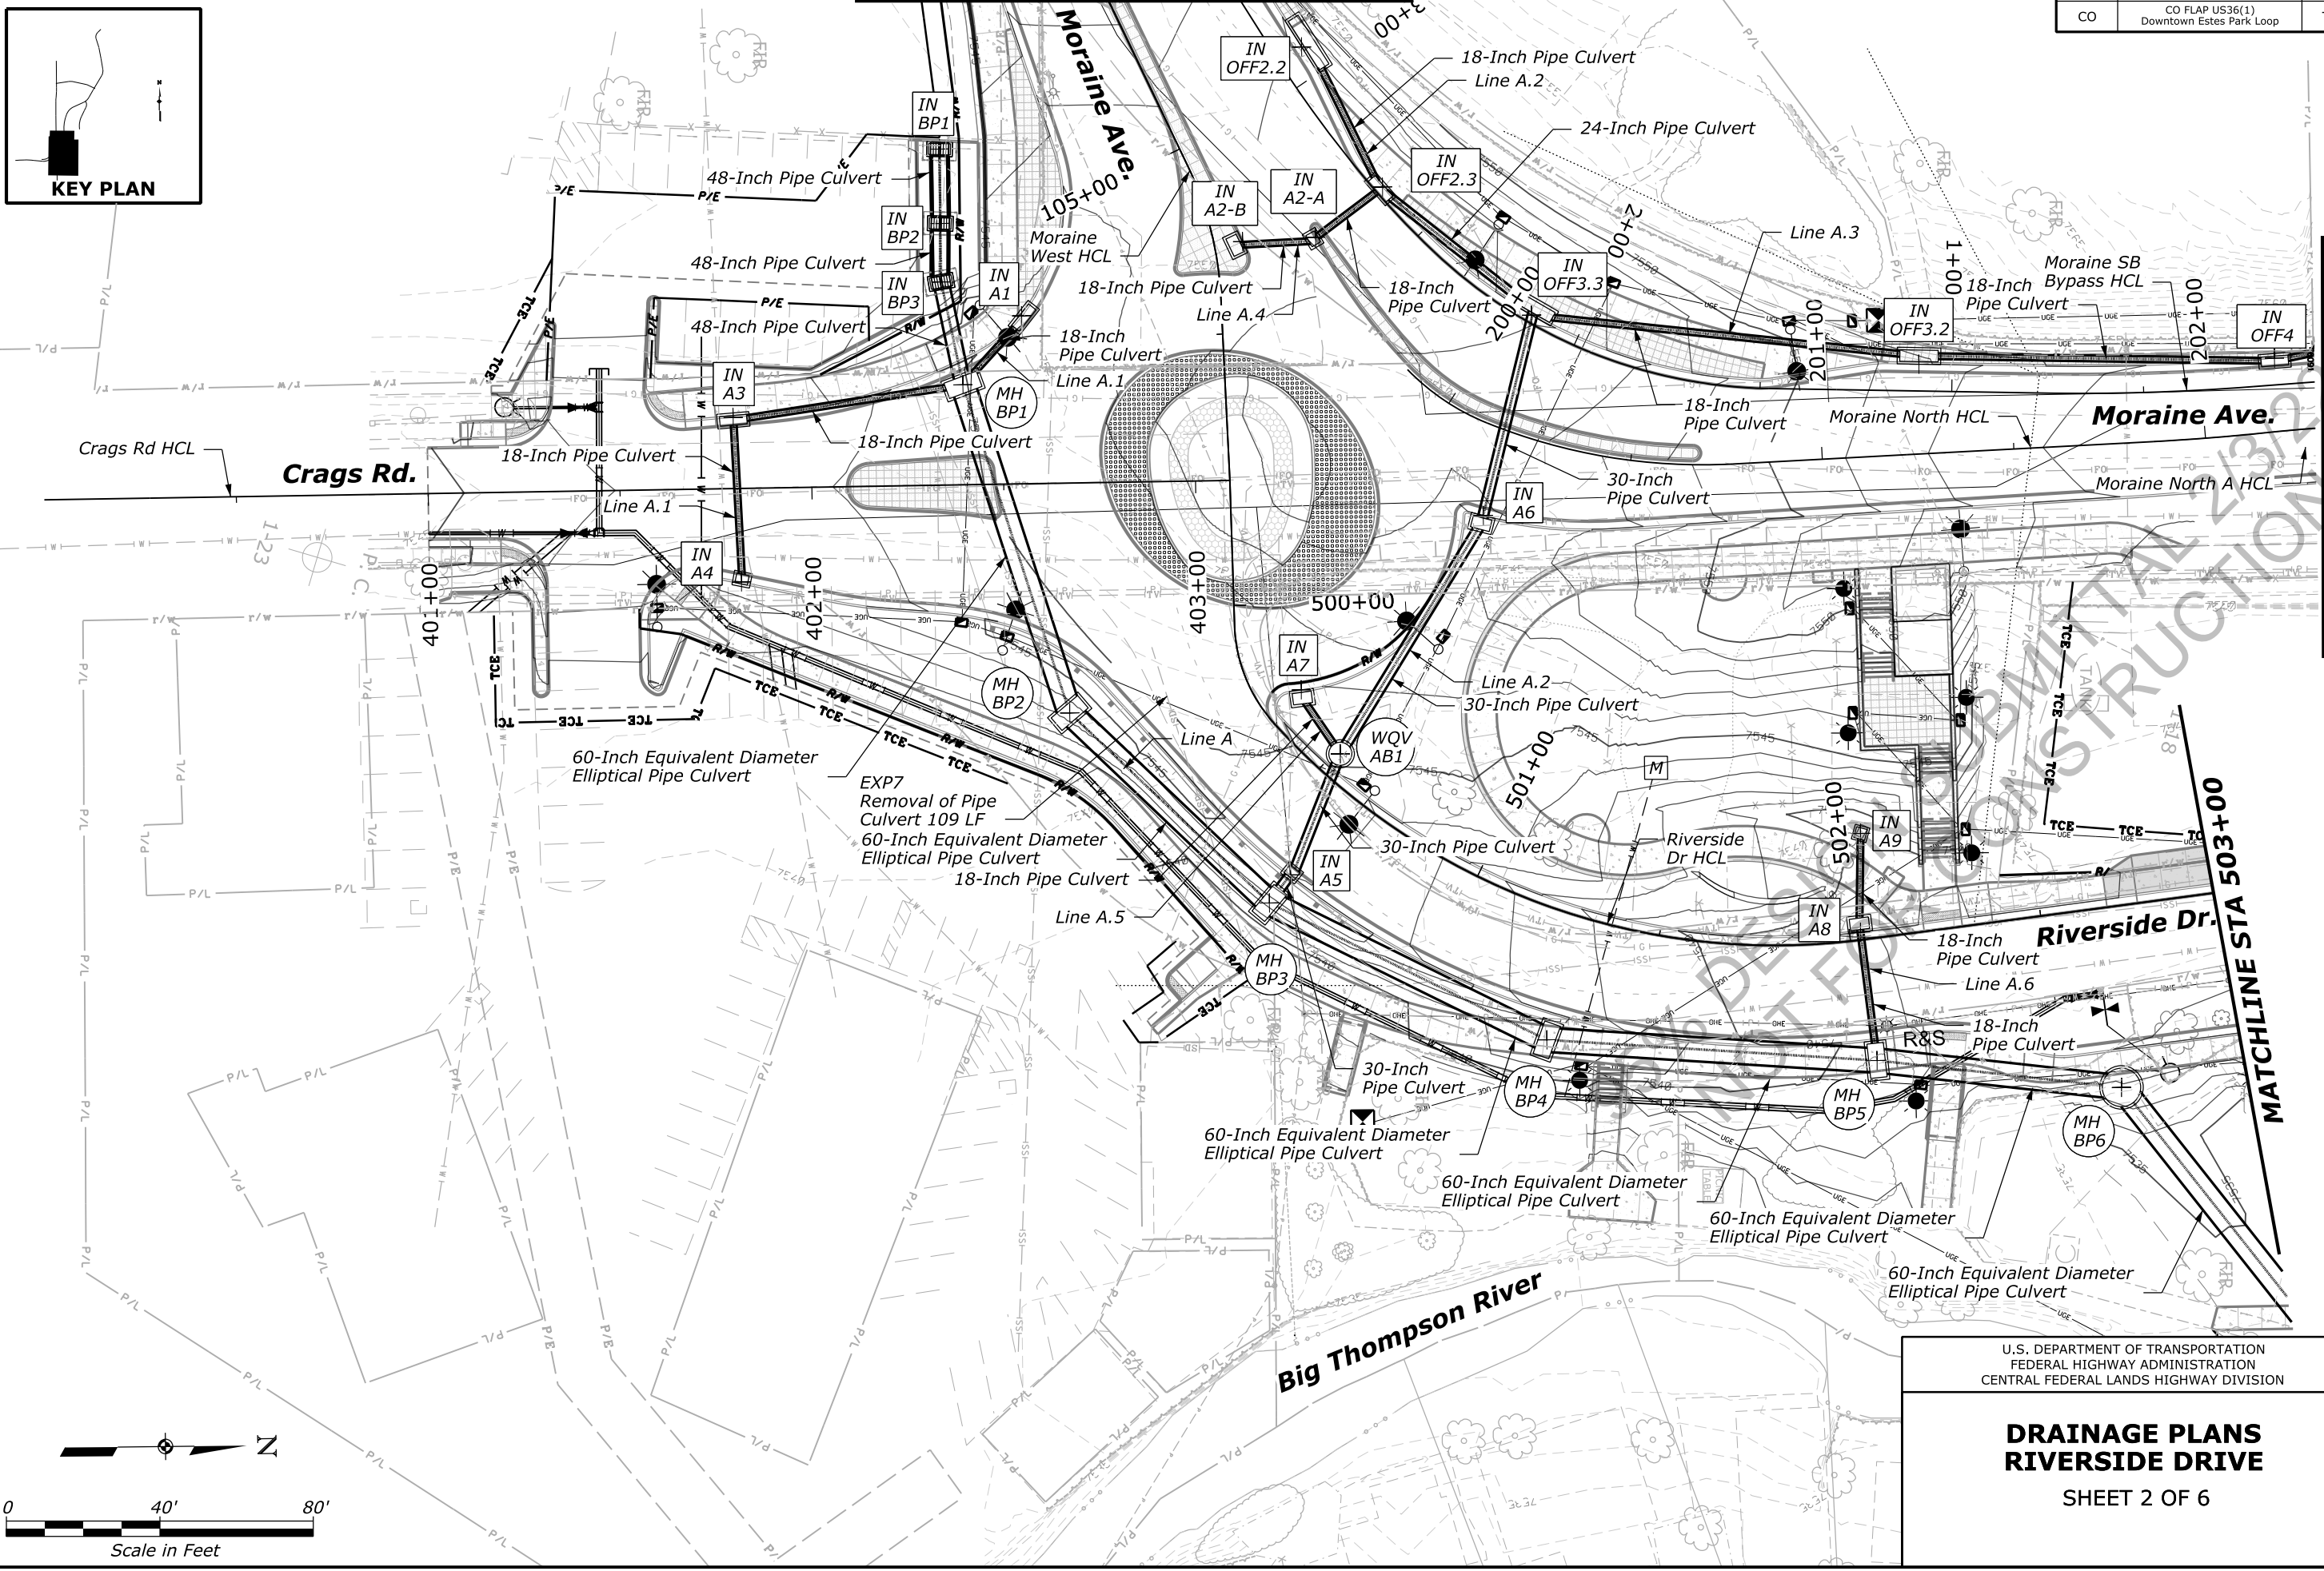 CO
CO FLAP US36(1)
Downtown Estes Park Loop
KEY PLAN
Moraine Ave.
3+00
IN
OFF2.2
18-Inch Pipe Culvert
Line A.2
24-Inch Pipe Culvert
IN
BP1
48-Inch Pipe Culvert
IN
BP2
48-Inch Pipe Culvert
IN
BP3
IN
A1
48-Inch Pipe Culvert
105+00
Moraine
West HCL
IN
A2-B
IN
A2-A
IN
OFF2.3
18-Inch Pipe Culvert
Line A.4
18-Inch
Pipe Culvert
200+00
IN
OFF3.3
2+00
Line A.3
1+00
Moraine SB
Bypass HCL
18-Inch
Pipe Culvert
201+00
202+00
IN
OFF3.2
IN
OFF4
18-Inch
Pipe Culvert
Line A.1
IN
A3
MH
BP1
18-Inch Pipe Culvert
18-Inch Pipe Culvert
18-Inch
Pipe Culvert
Moraine North HCL
Moraine Ave.
Crags Rd HCL
Crags Rd.
Line A.1
30-Inch
Pipe Culvert
Moraine North A HCL
IN
A6
IN
A4
401+00
402+00
403+00
500+00
IN
A7
MH
BP2
Line A.2
30-Inch Pipe Culvert
Line A
WQV
AB1
501+00
M
60-Inch Equivalent Diameter
Elliptical Pipe Culvert
EXP7
Removal of Pipe
Culvert 109 LF
60-Inch Equivalent Diameter
Elliptical Pipe Culvert
18-Inch Pipe Culvert
Line A.5
30-Inch Pipe Culvert
IN
A5
Riverside
Dr HCL
502+00
IN
A9
IN
A8
18-Inch
Pipe Culvert
Line A.6
Riverside Dr.
MATCHLINE STA 503+00
18-Inch
Pipe Culvert
R&S
MH
BP3
30-Inch
Pipe Culvert
MH
BP4
MH
BP5
MH
BP6
60-Inch Equivalent Diameter
Elliptical Pipe Culvert
60-Inch Equivalent Diameter
Elliptical Pipe Culvert
60-Inch Equivalent Diameter
Elliptical Pipe Culvert
60-Inch Equivalent Diameter
Elliptical Pipe Culvert
Big Thompson River
NOT FOR CONSTRUCTION
N
0 40' 80'
Scale in Feet
U.S. DEPARTMENT OF TRANSPORTATION
FEDERAL HIGHWAY ADMINISTRATION
CENTRAL FEDERAL LANDS HIGHWAY DIVISION
DRAINAGE PLANS
RIVERSIDE DRIVE
SHEET 2 OF 6